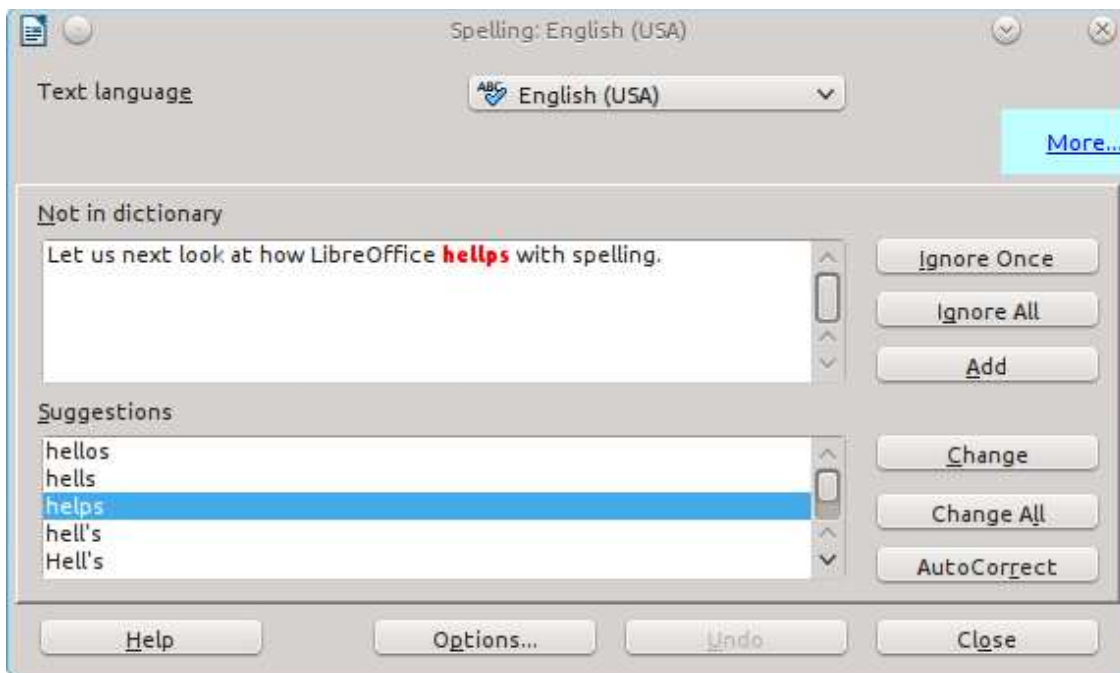 Spelling: English (USA)
Text language
English (USA)
More...
Not in dictionary
Let us next look at how LibreOffice hellps with spelling.
Ignore Once
Ignore All
Add
Suggestions
hellos
hells
helps
hell's
Hell's
Change
Change All
AutoCorrect
Help
Options...
Undo
Close